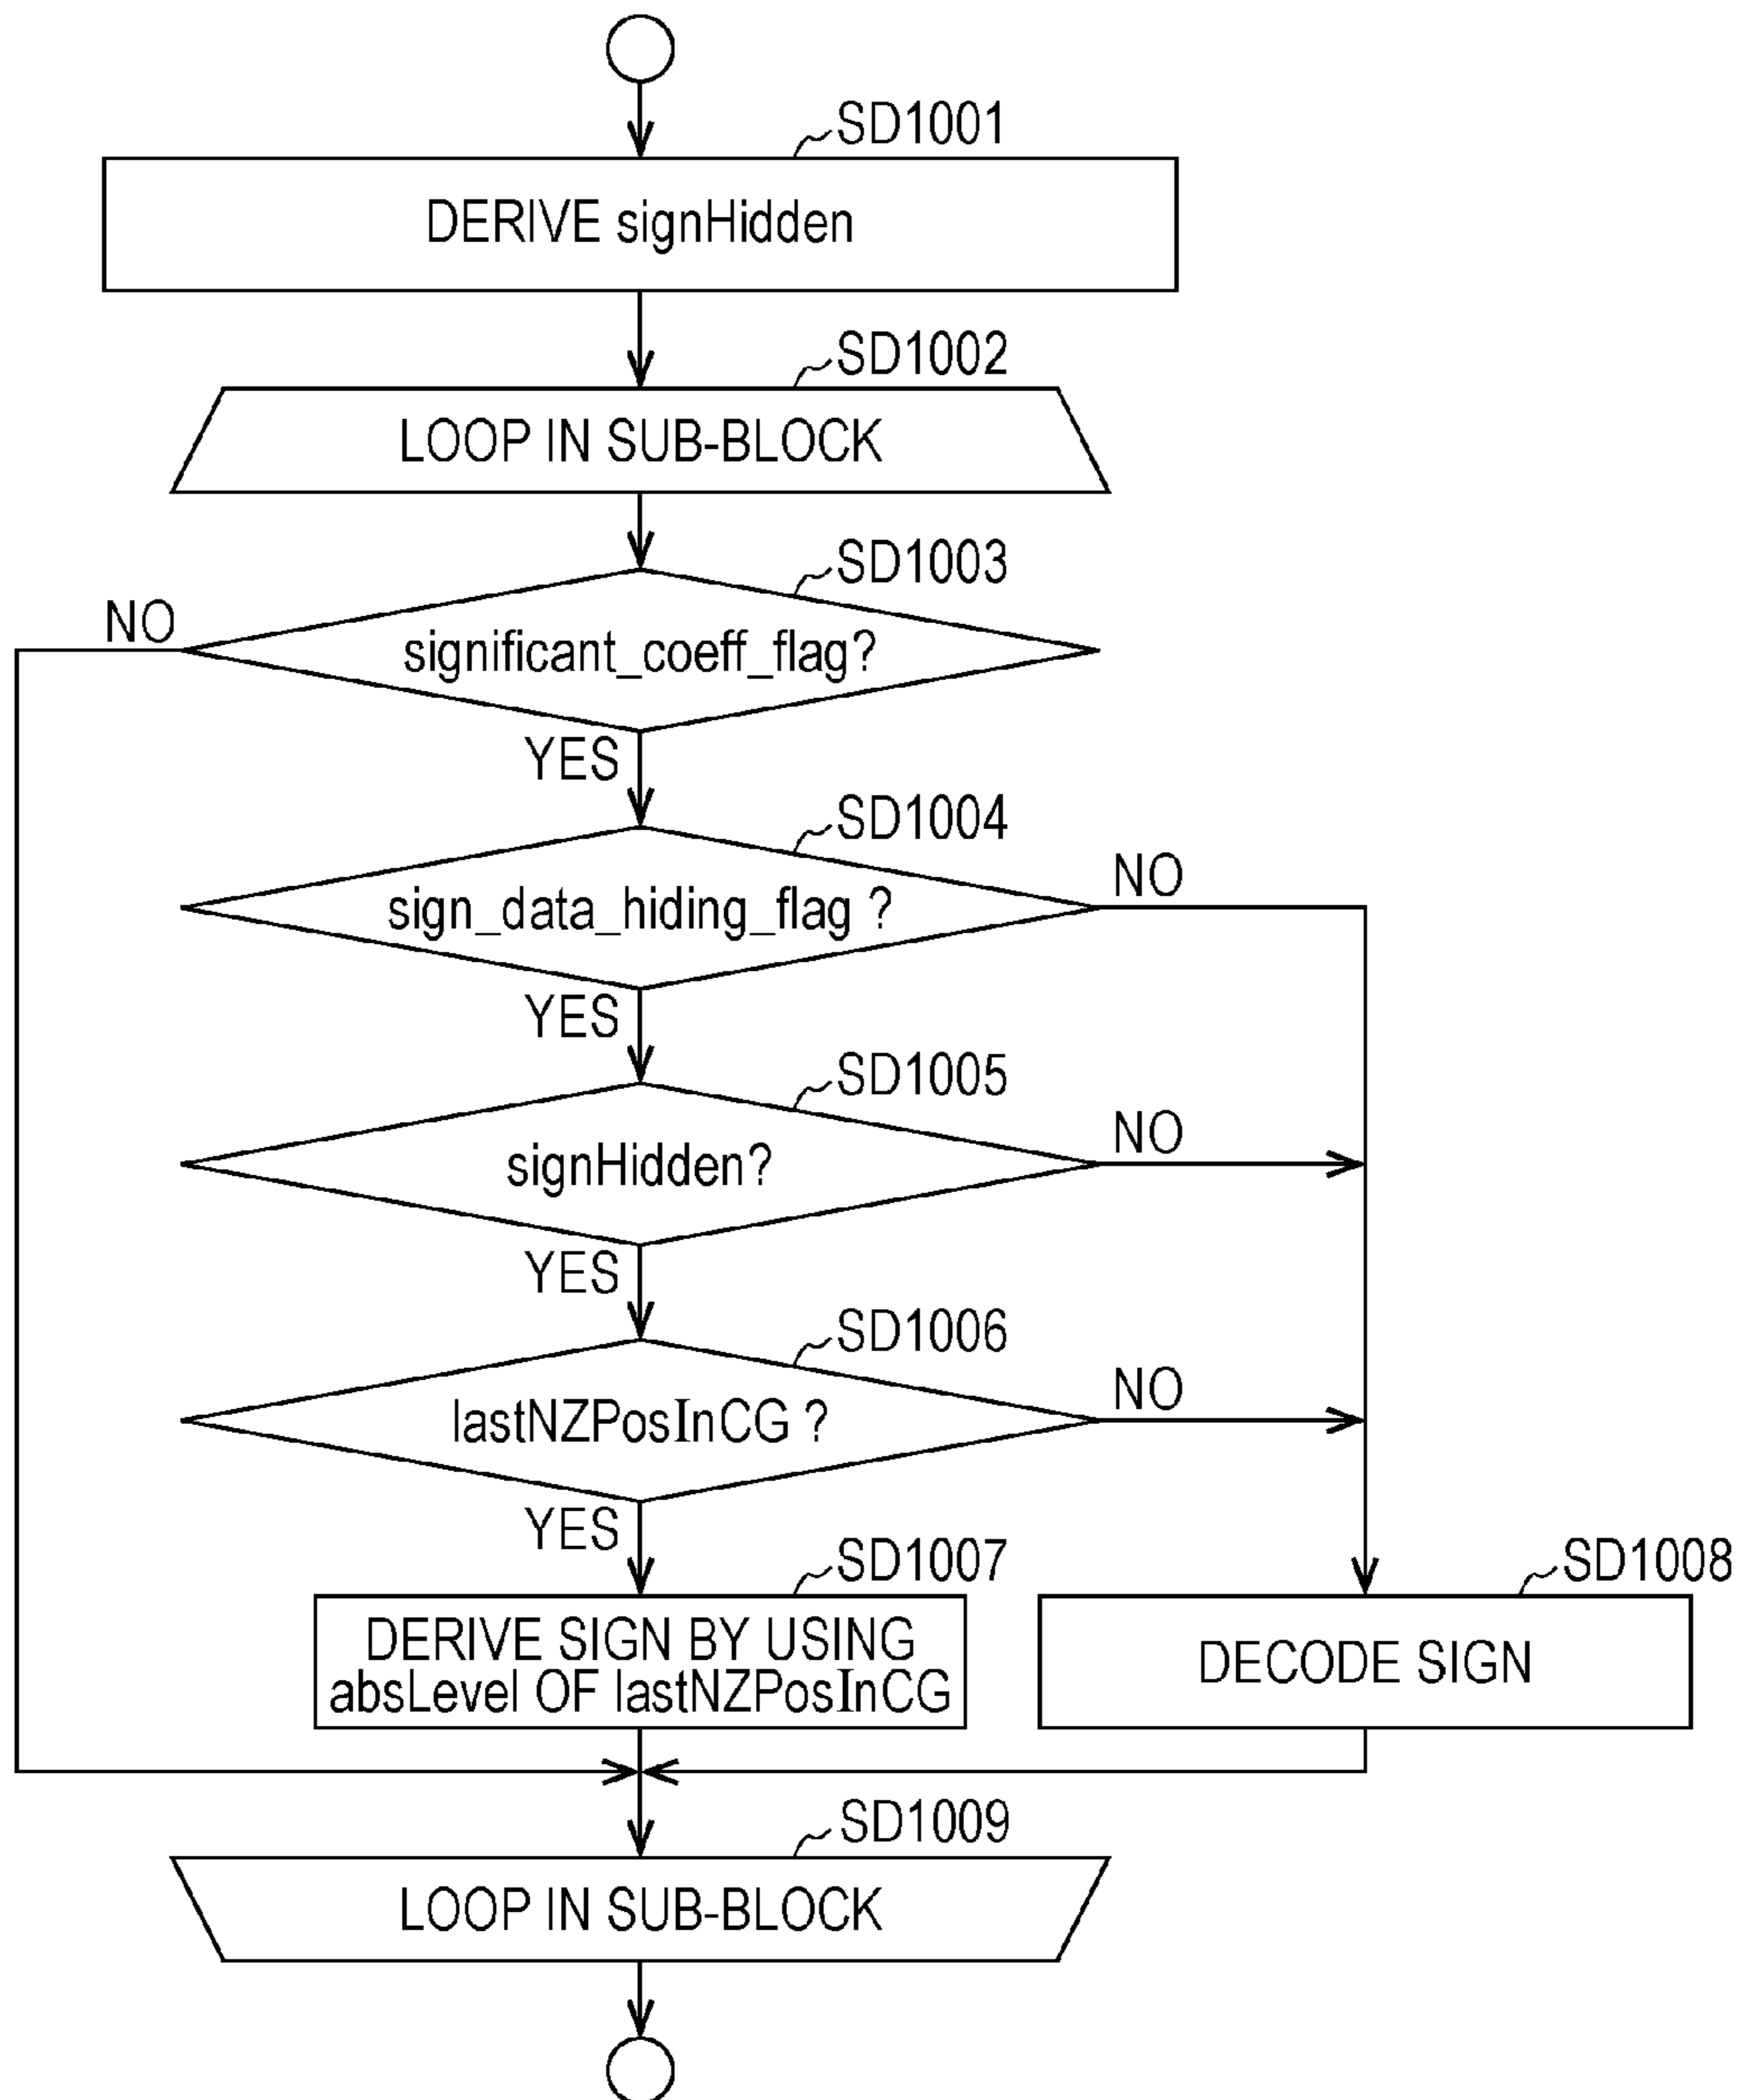 SD1001
DERIVE signHidden
SD1002
LOOP IN SUB-BLOCK
SD1003
NO
significant_coeff_flag?
YES
SD1004
NO
sign_data_hiding_flag ?
YES
SD1005
NO
signHidden?
YES
SD1006
NO
lastNZPosInCG ?
YES
SD1007
SD1008
DERIVE SIGN BY USING
absLevel OF lastNZPosInCG
DECODE SIGN
SD1009
LOOP IN SUB-BLOCK